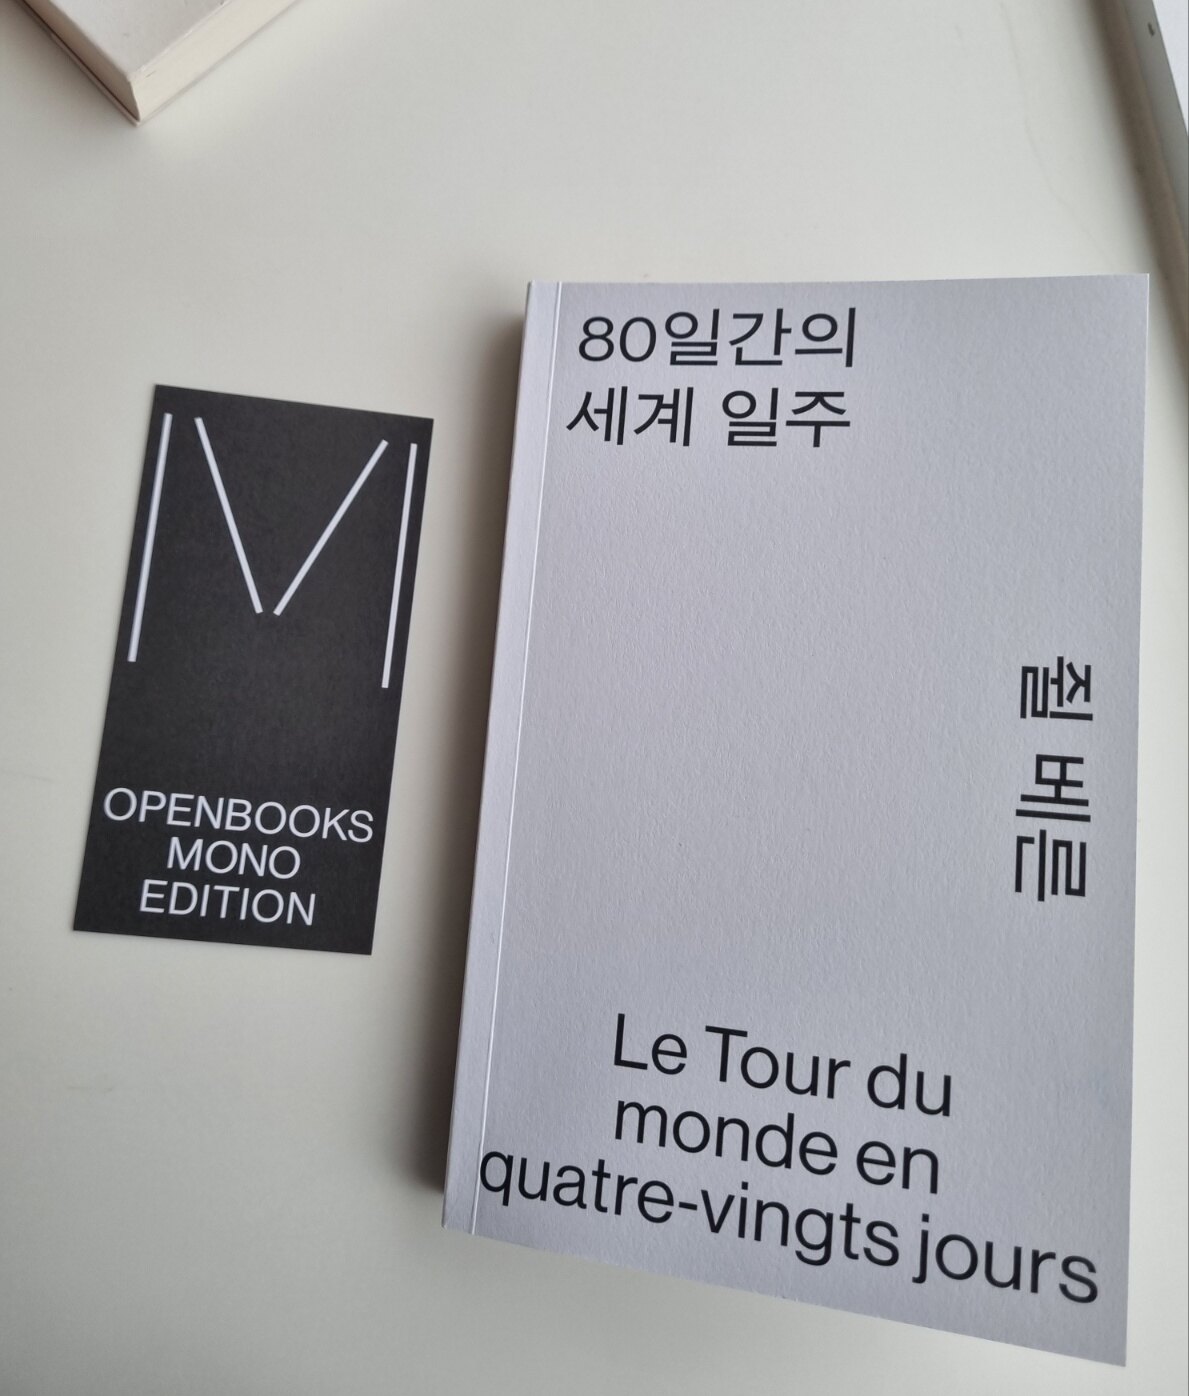 M
OPENBOOKS
MONO
EDITION
80일간의
세계 일주
쥘 베른
Le Tour du
monde en
quatre-vingts jours